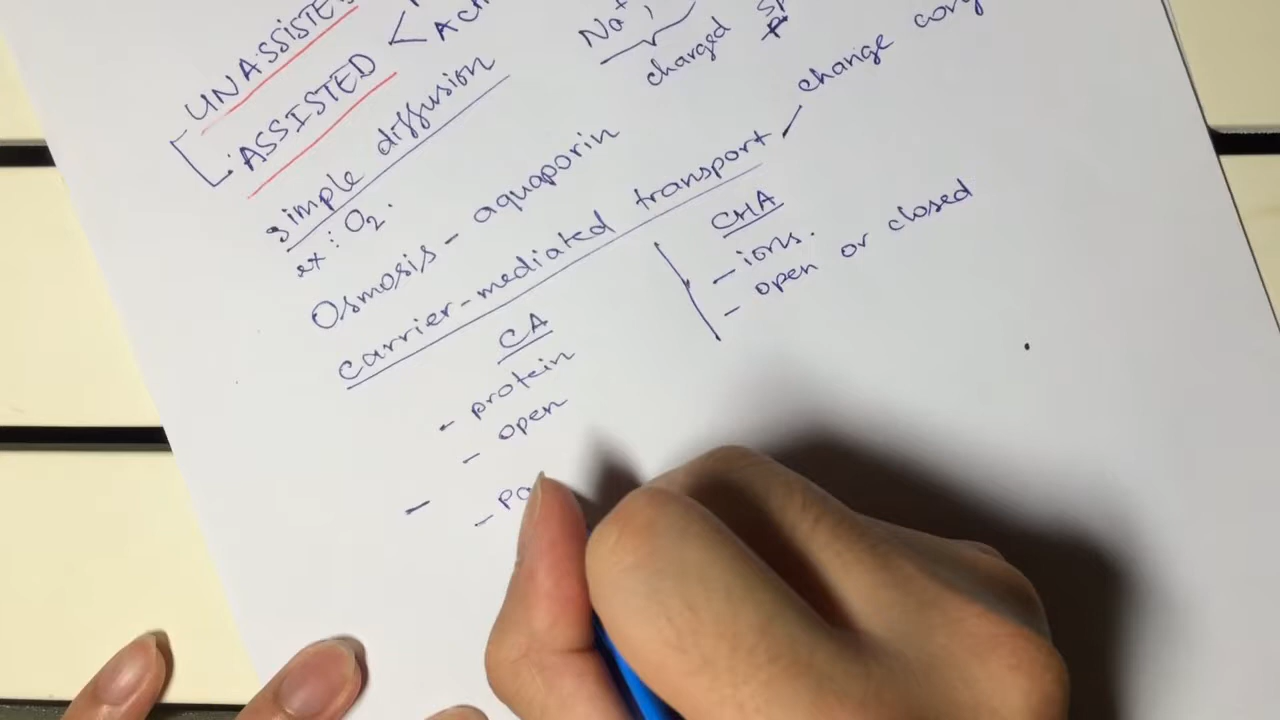 UNASSISTED
ASSISTED <
simple diffusion
ex: O2.
Na+,
charged
Osmosis - aquaporin
carrier-mediated transport - change
CA
- protein
- open
-
CHA
- ions.
- open or closed